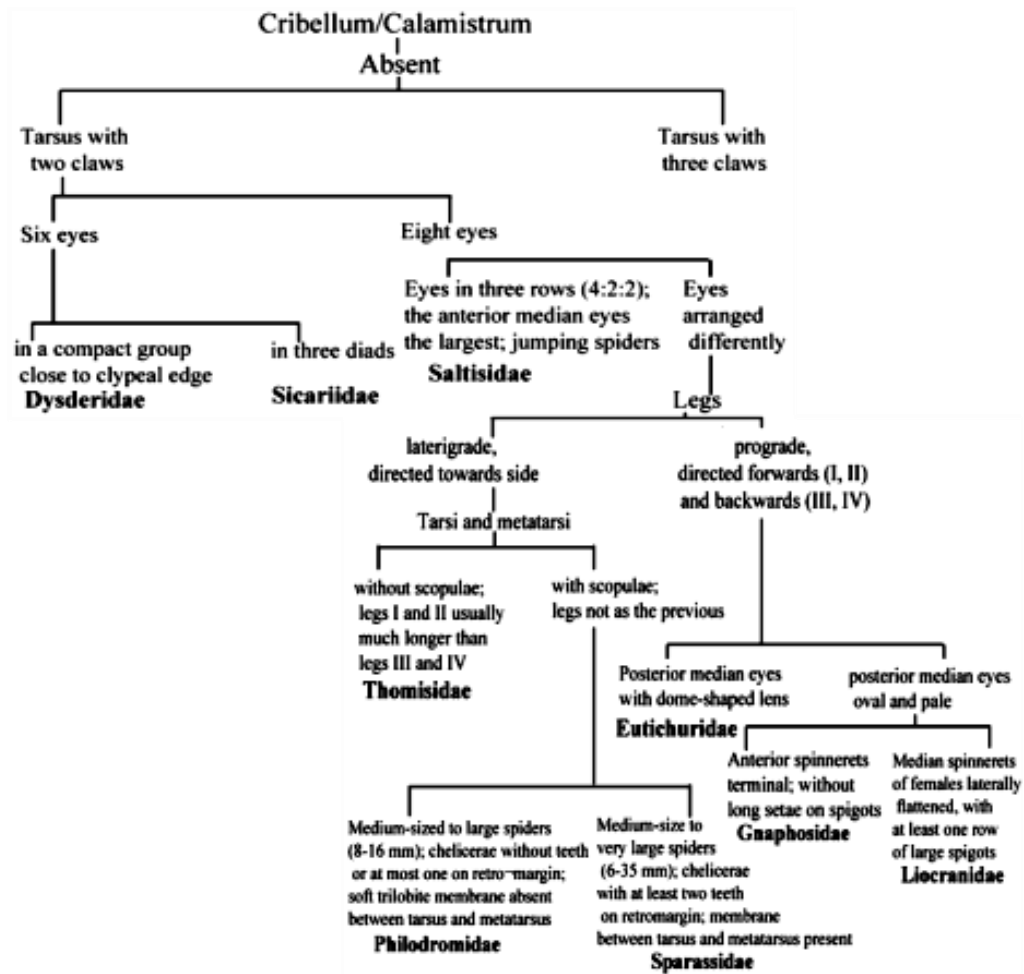 Cribellum/Calamistrum
Absent
Tarsus with
two claws
Tarsus with
three claws
Six eyes
Eight eyes
in a compact group
close to clypeal edge
Dysderidae
in three diads
Sicariidae
Eyes in three rows (4:2:2);
the anterior median eyes
the largest; jumping spiders
Saltisidae
Eyes
arranged
differently
Legs
laterigrade,
directed towards side
prograde,
directed forwards (I, II)
and backwards (III, IV)
Tarsi and metatarsi
without scopulae;
legs I and II usually
much longer than
legs III and IV
Thomisidae
with scopulae;
legs not as the previous
Posterior median eyes
with dome-shaped lens
Eutichuridae
posterior median eyes
oval and pale
Anterior spinnerets
terminal; without
long setae on spigots
Gnaphosidae
Median spinnerets
of females laterally
flattened, with
at least one row
of large spigots
Liocranidae
Medium-sized to large spiders
(8-16 mm); chelicerae without teeth
or at most one on retro-margin;
soft trilobite membrane absent
between tarsus and metatarsus
Philodromidae
Medium-size to
very large spiders
(6-35 mm); chelicerae
with at least two teeth
on retromargin; membrane
between tarsus and metatarsus present
Sparassidae